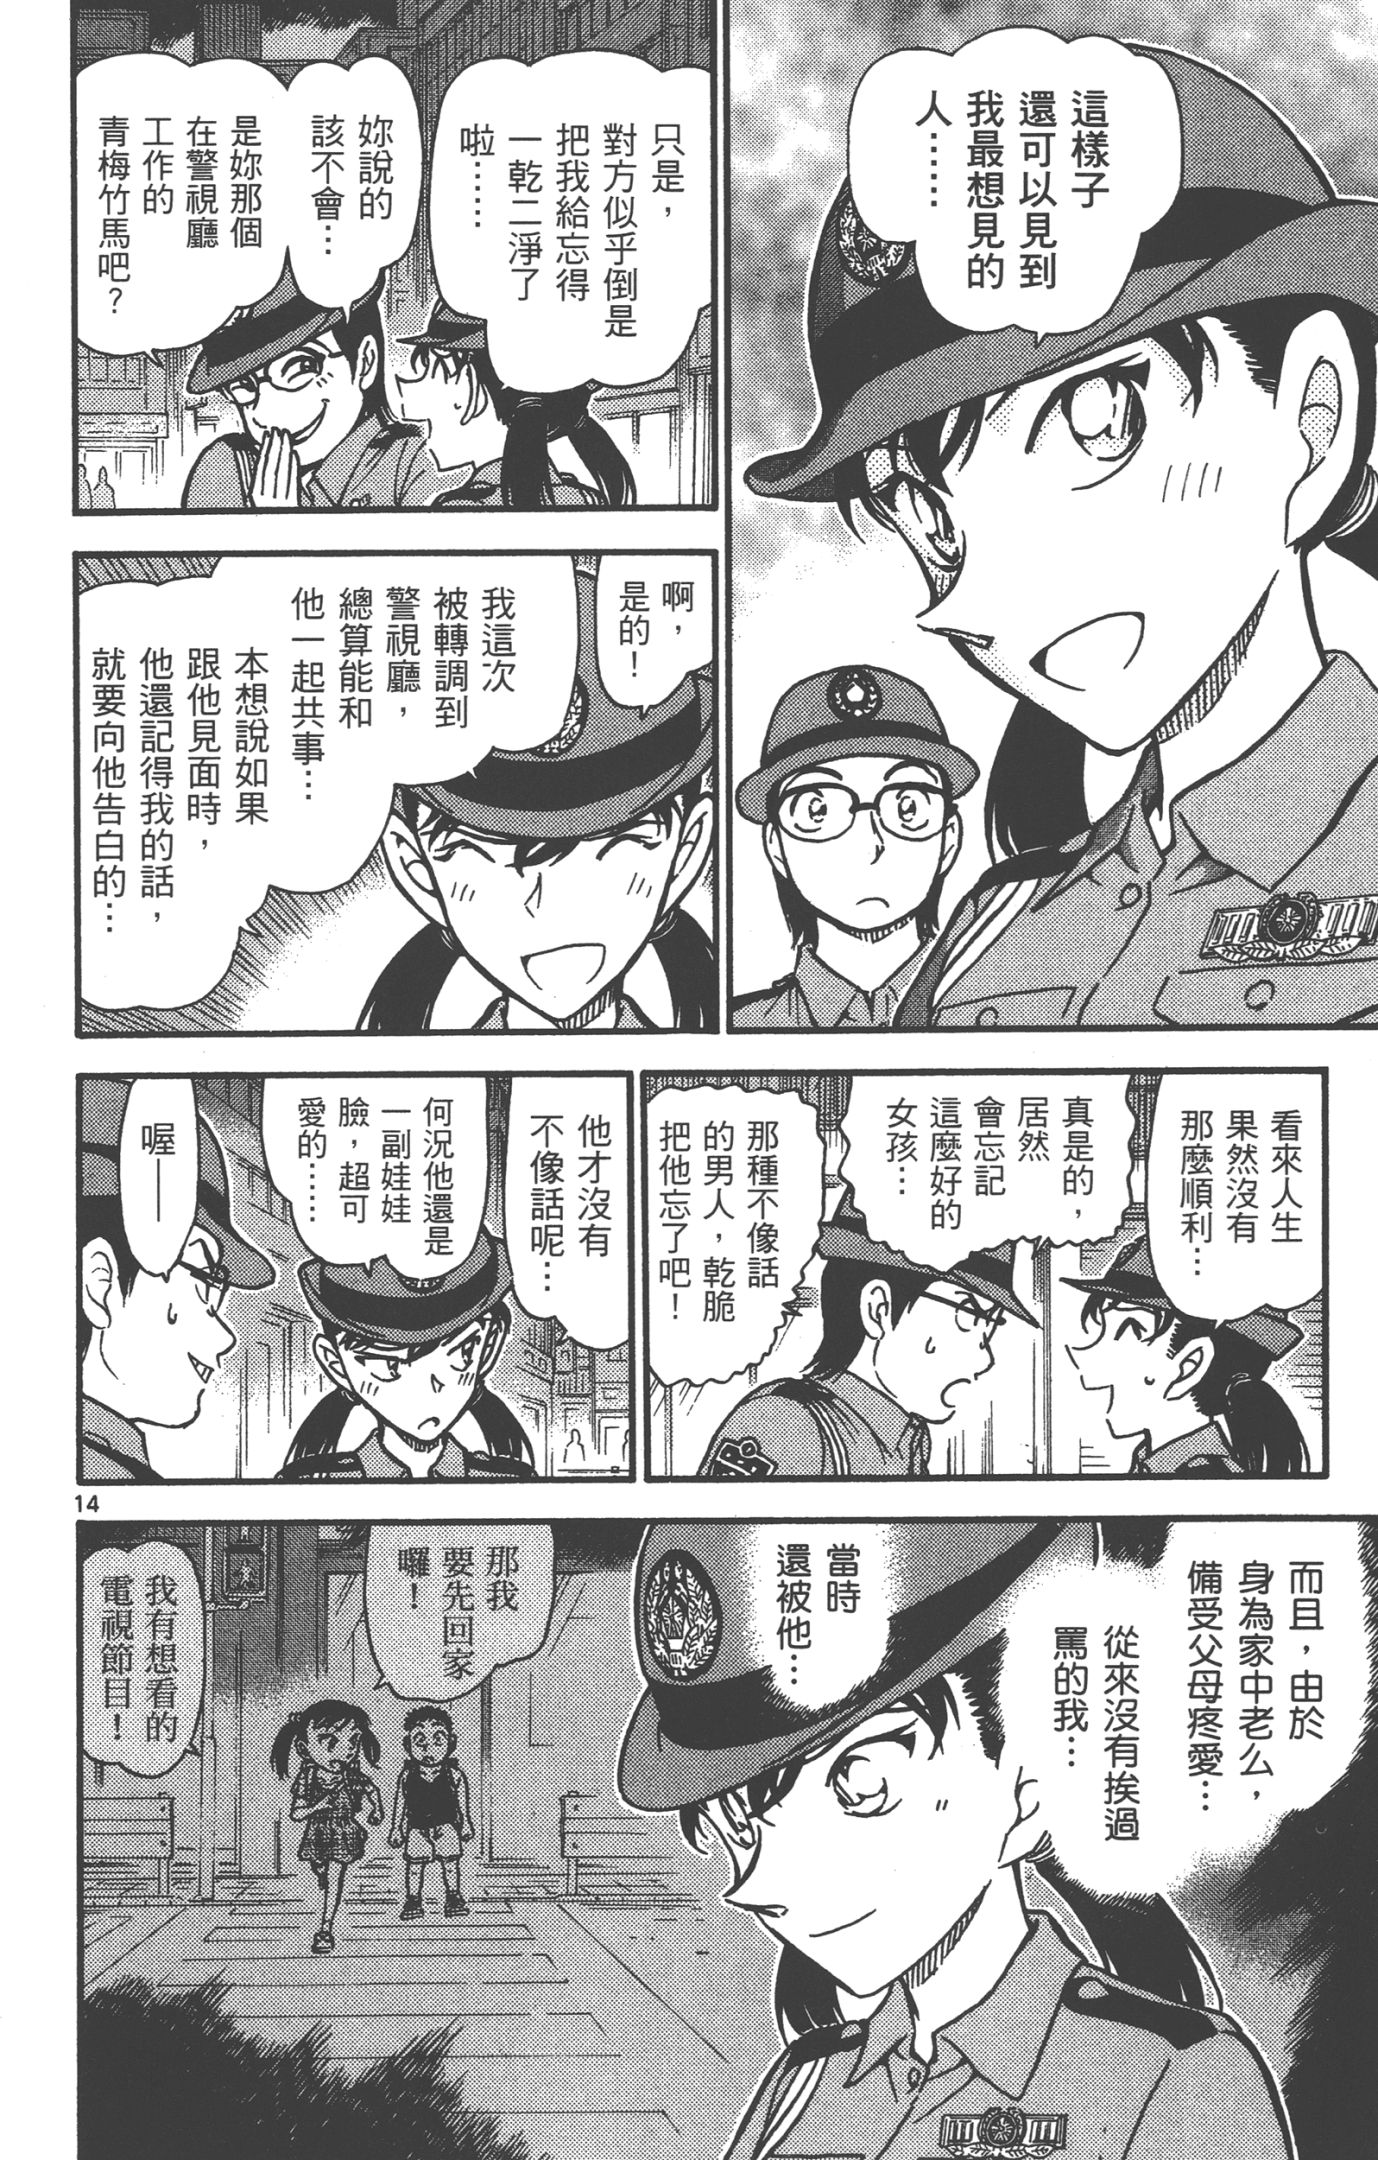 這樣子
還可以見到
我最想見的
人……
只是，
對方似乎倒是
把我給忘得
一乾二淨了
啦……
妳說的
該不會…
是妳那個
在警視廳
工作的
青梅竹馬吧？
啊，
是的！
我這次
被轉調到
警視廳，
總算能和
他一起共事…
本想說如果
跟他見面時，
他還記得我的話，
就要向他告白的…
看來人生
果然沒有
那麼順利…
真是的，
居然
會忘記
這麼好的
女孩…
那種不像話
的男人，乾脆
把他忘了吧！
他才沒有
不像話呢…
何況他還是
一副娃娃
臉，超可
愛的……
喔──
而且，由於
身為家中老么，
備受父母疼愛…
從來沒有挨過
罵的我…
當時
還被他…
那我
要先回家
囉！
我有想看的
電視節目！
14